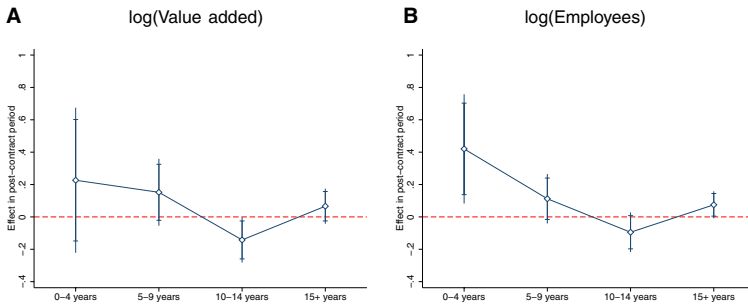 A
log(Value added)
Effect in post–contract period
1
.8
.6
.4
.2
0
–.2
–.4
0–4 years
5–9 years
10–14 years
15+ years
B
log(Employees)
Effect in post–contract period
1
.8
.6
.4
.2
0
–.2
–.4
0–4 years
5–9 years
10–14 years
15+ years